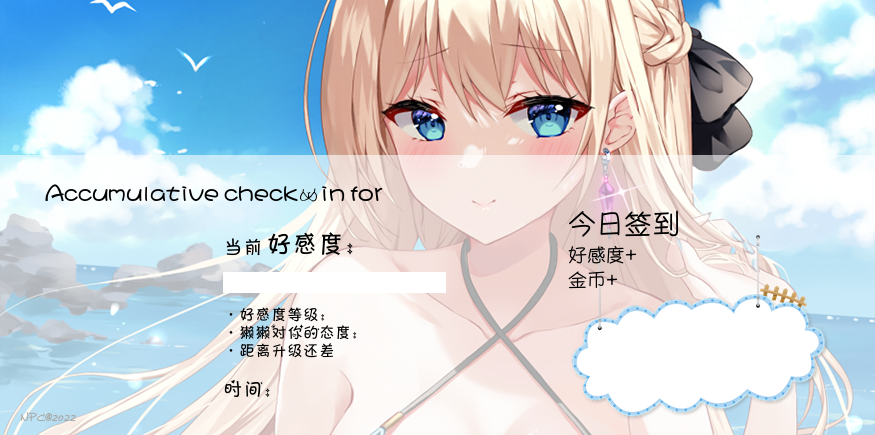 Accumulative check-in for
当前 好感度：
·好感度等级：
·獭獭对你的态度：
·距离升级还差
时间：
今日签到
好感度+
金币+
NPC@2022